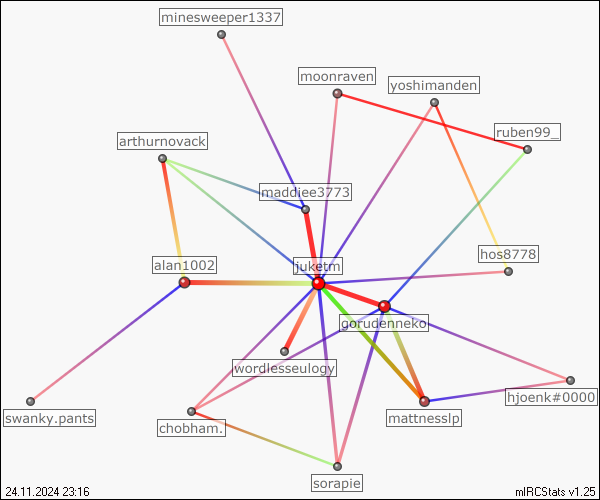 minesweeper1337
moonraven
yoshimanden
ruben99_
arthurnovack
maddiee3773
hos8778
alan1002
juketm
gorudenneko
wordlesseulogy
hjoenk#0000
swanky.pants
mattnesslp
chobham.
sorapie
24.11.2024 23:16
mIRCStats v1.25